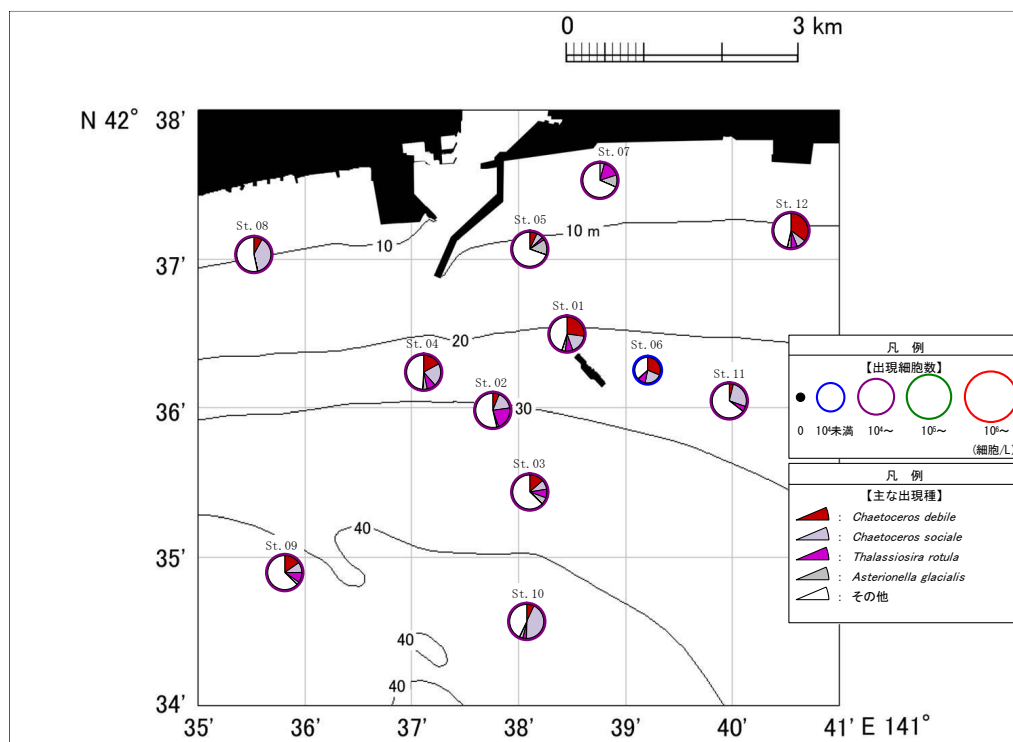 0 3 km
N 42° 38'
St.07
St.12
St.08
St.05
10 m
10
37'
St.01
20
St.04
St.06
St.11
St.02
36'
30
St.03
40
St.09
35'
St.10
40
40
34'
35' 36' 37' 38' 39' 40' 41' E 141°
凡 例
【出現細胞数】
0 10⁴未満 10⁴～ 10⁵～ 10⁶～
(細胞/L)
凡 例
【主な出現種】
: Chaetoceros debile
: Chaetoceros sociale
: Thalassiosira rotula
: Asterionella glacialis
: その他